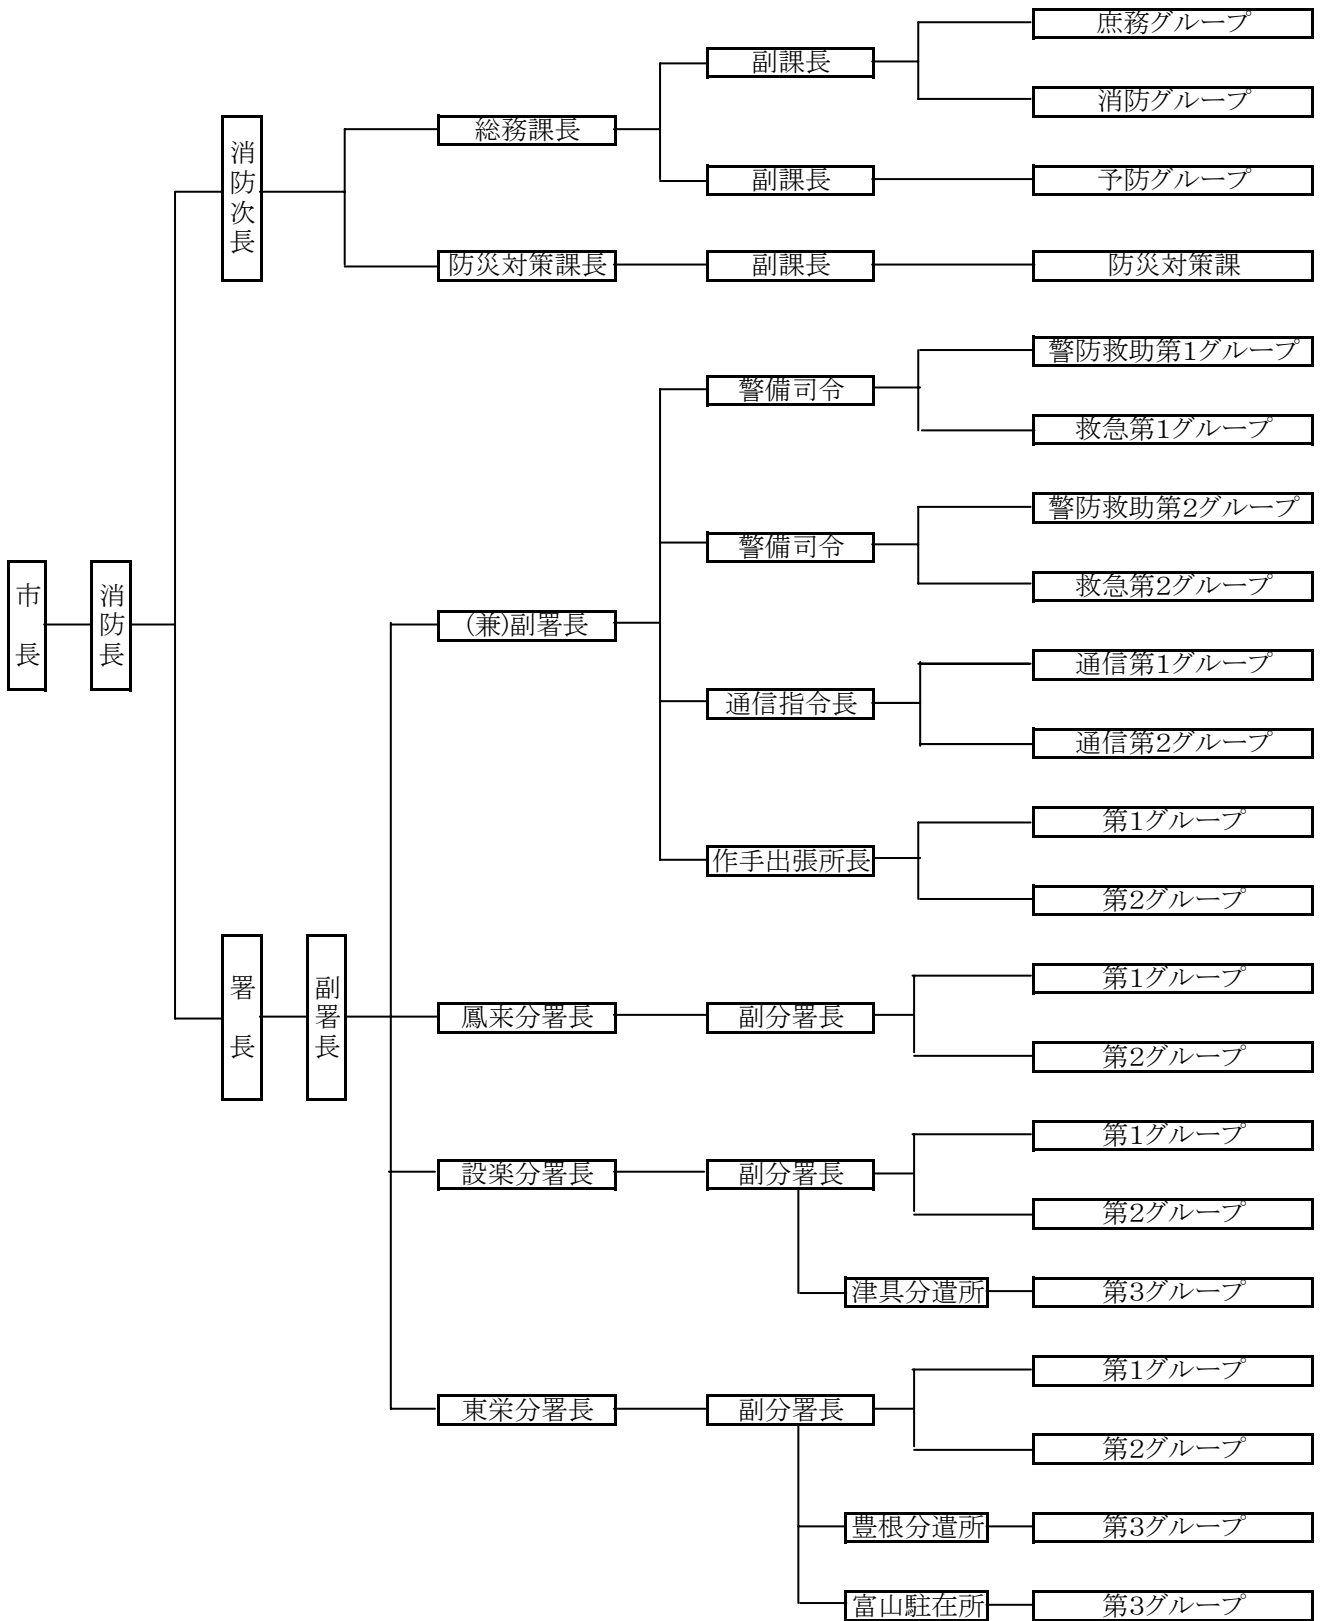 庶務グループ
副課長
消防グループ
総務課長
消防次長
副課長
予防グループ
防災対策課長
副課長
防災対策課
警防救助第1グループ
警備司令
救急第1グループ
警防救助第2グループ
警備司令
救急第2グループ
市長
消防長
(兼)副署長
通信第1グループ
通信指令長
通信第2グループ
第1グループ
作手出張所長
第2グループ
署長
副署長
第1グループ
鳳来分署長
副分署長
第2グループ
第1グループ
設楽分署長
副分署長
第2グループ
津具分遣所
第3グループ
第1グループ
東栄分署長
副分署長
第2グループ
豊根分遣所
第3グループ
富山駐在所
第3グループ